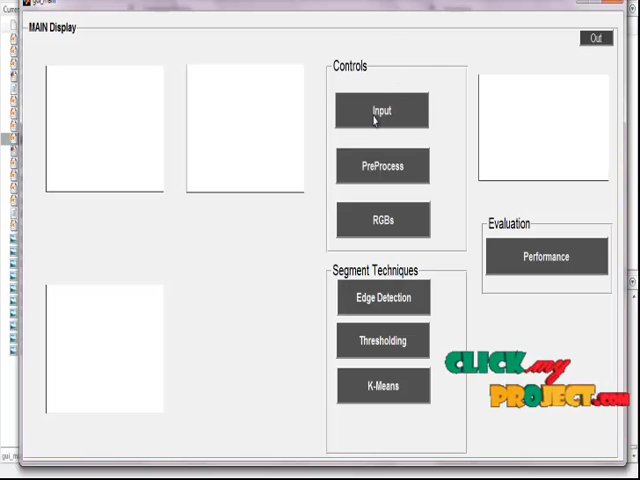 MAIN Display
Out
Controls
Input
PreProcess
RGBs
Evaluation
Performance
Segment Techniques
Edge Detection
Thresholding
K-Means
CLICK my
PROJECT.com